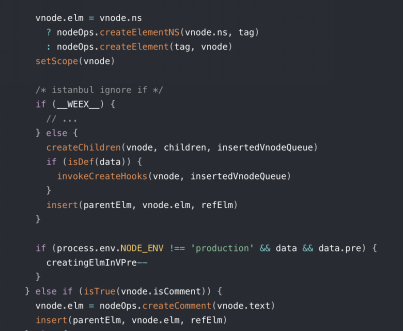 vnode.elm = vnode.ns
? nodeOps.createElementNS(vnode.ns, tag)
: nodeOps.createElement(tag, vnode)
setScope(vnode)
/* istanbul ignore if */
if (__WEEX__) {
// ...
} else {
createChildren(vnode, children, insertedVnodeQueue)
if (isDef(data)) {
invokeCreateHooks(vnode, insertedVnodeQueue)
}
insert(parentElm, vnode.elm, refElm)
}
if (process.env.NODE_ENV !== 'production' && data && data.pre) {
creatingElmInVPre--
}
} else if (isTrue(vnode.isComment)) {
vnode.elm = nodeOps.createComment(vnode.text)
insert(parentElm, vnode.elm, refElm)